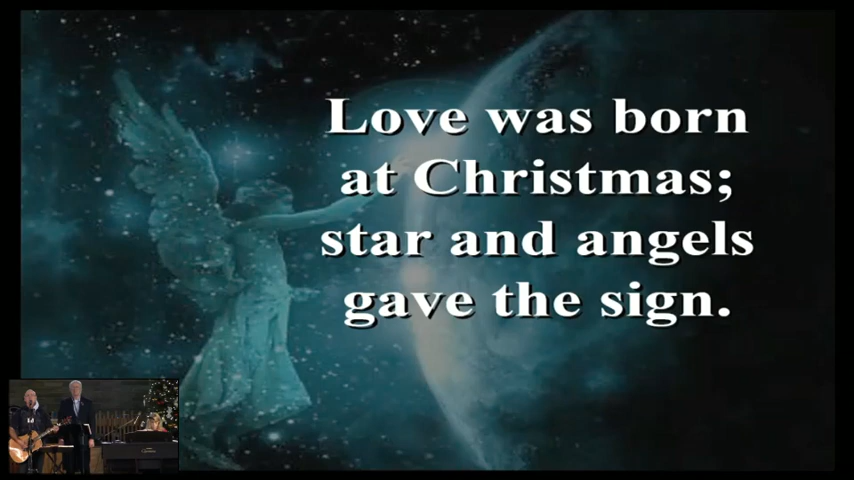 Love was born
at Christmas;
star and angels
gave the sign.